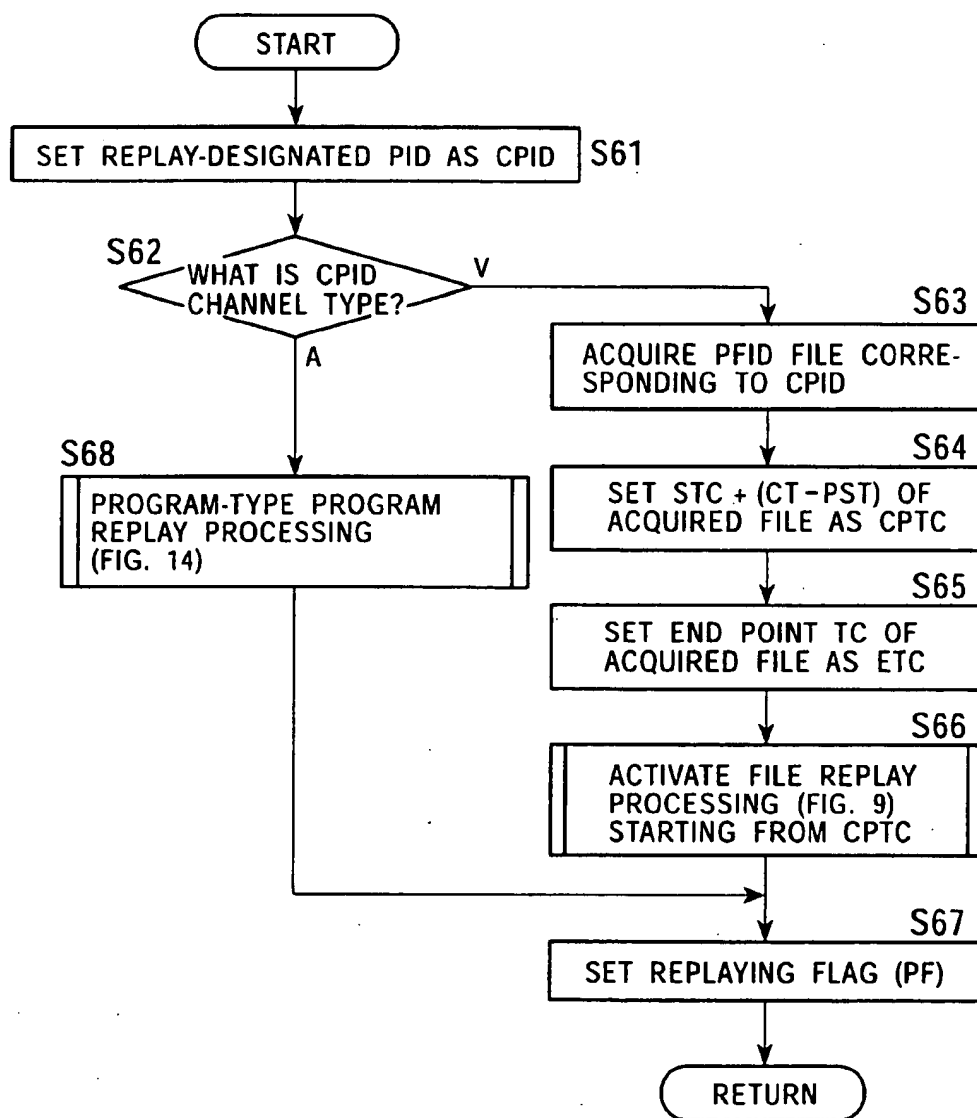 START
SET REPLAY-DESIGNATED PID AS CPID
S61
S62
WHAT IS CPID
CHANNEL TYPE?
V
A
S63
ACQUIRE PFID FILE CORRE-
SPONDING TO CPID
S64
SET STC + (CT-PST) OF
ACQUIRED FILE AS CPTC
S65
SET END POINT TC OF
ACQUIRED FILE AS ETC
S66
ACTIVATE FILE REPLAY
PROCESSING (FIG. 9)
STARTING FROM CPTC
S68
PROGRAM-TYPE PROGRAM
REPLAY PROCESSING
(FIG. 14)
S67
SET REPLAYING FLAG (PF)
RETURN